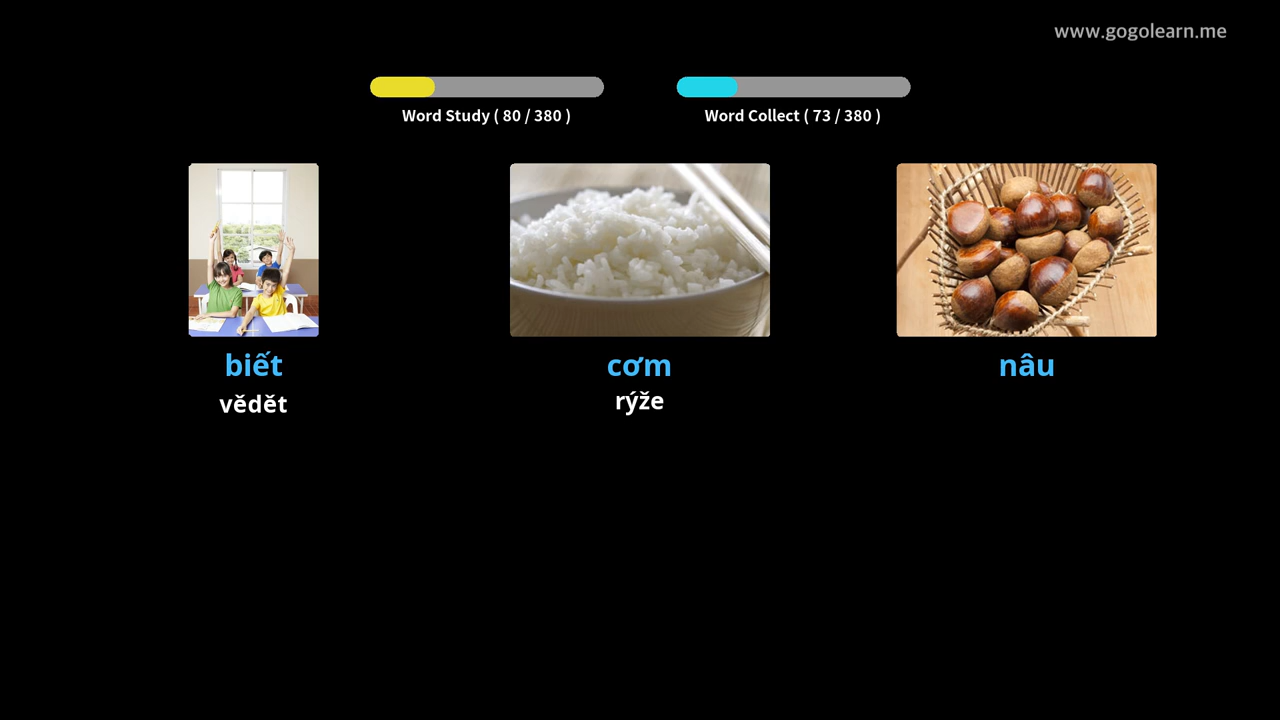 www.gogolearn.me
Word Study ( 80 / 380 )
Word Collect ( 73 / 380 )
biết
cơm
nâu
vědět
rýže